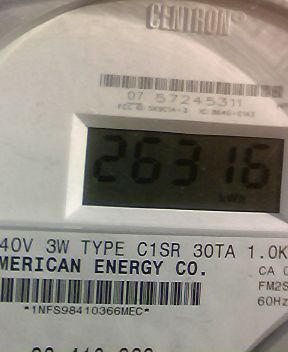 CENTRON®
07 57245311
26316
kWh
40V 3W TYPE C1SR 30TA 1.0K
MERICAN ENERGY CO.
CA 0
FM2S
60Hz
*1NFS98410366MEC*